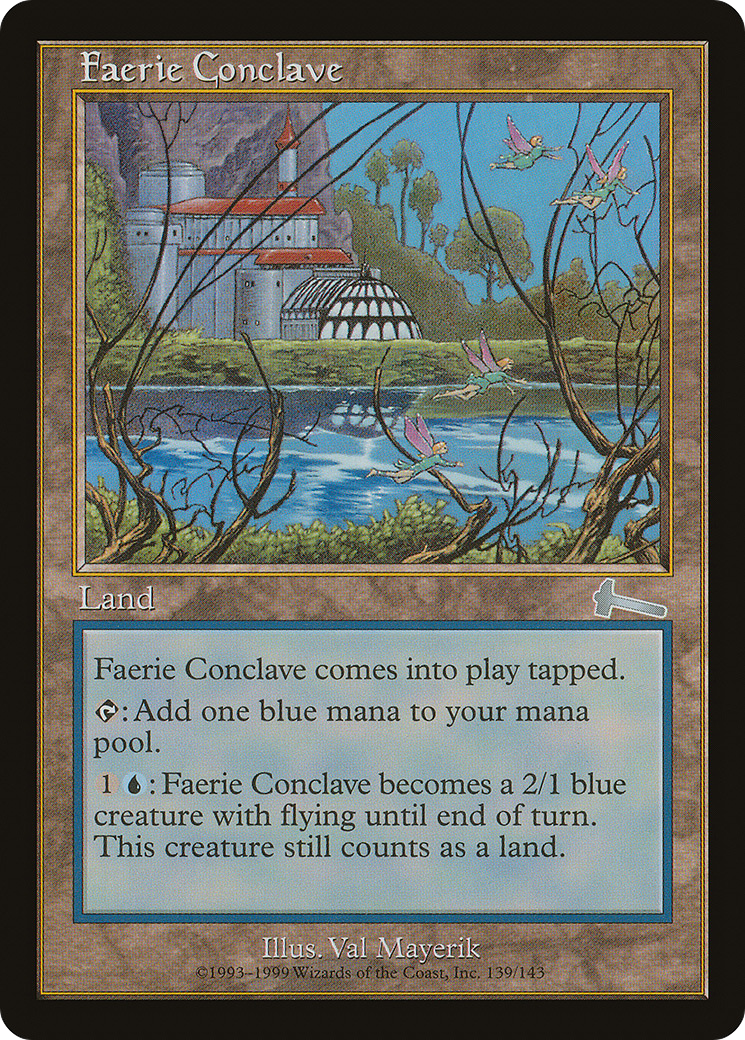 Faerie Conclave
Land
Faerie Conclave comes into play tapped.
: Add one blue mana to your mana
pool.
1 : Faerie Conclave becomes a 2/1 blue
creature with flying until end of turn.
This creature still counts as a land.
Illus. Val Mayerik
©1993–1999 Wizards of the Coast, Inc. 139/143